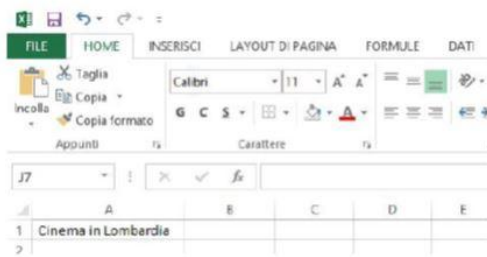 FILE HOME INSERISCI LAYOUT DI PAGINA FORMULE DATI
Taglia
Copia
Copia formato
Incolla
Calibri 11 A A
G C S A
Appunti Carattere
J7 fx
A B C D E
1 Cinema in Lombardia
2